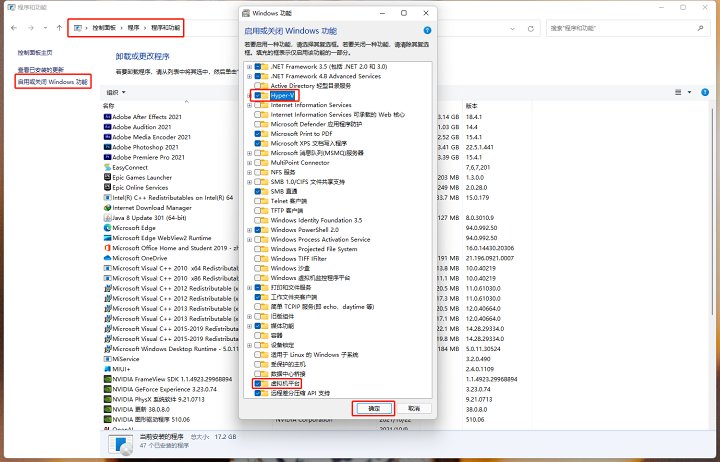 程序和功能
控制面板 › 程序 › 程序和功能
搜索"程序和功能"
控制面板主页
查看已安装的更新
启用或关闭 Windows 功能
卸载或更改程序
若要卸载程序，请从列表中将其选中，然后单击"
组织
名称
版本
Adobe After Effects 2021
3.14 GB 18.4.1
Adobe Audition 2021
1.03 GB 14.4
Adobe Media Encoder 2021
2.52 GB 15.4.1
Adobe Photoshop 2021
3.41 GB 22.5.1.441
Adobe Premiere Pro 2021
3.39 GB 15.4.1
EasyConnect
7,6,7,201
Epic Games Launcher
203 MB 1.3.0.0
Epic Online Services
249 MB 2.0.28.0
Intel(R) C++ Redistributables on Intel(R) 64
33.7 MB 15.0.179
Internet Download Manager
Java 8 Update 301 (64-bit)
127 MB 8.0.3010.9
Microsoft Edge
94.0.992.50
Microsoft Edge WebView2 Runtime
94.0.992.50
Microsoft Office Home and Student 2019 - zh
16.0.14430.20306
Microsoft OneDrive
191 MB 21.196.0921.0007
Microsoft Visual C++ 2010 x64 Redistributab
13.8 MB 10.0.40219
Microsoft Visual C++ 2010 x86 Redistributab
11.1 MB 10.0.40219
Microsoft Visual C++ 2012 Redistributable (x
20.5 MB 11.0.61030.0
Microsoft Visual C++ 2012 Redistributable (x
17.3 MB 11.0.61030.0
Microsoft Visual C++ 2013 Redistributable (x
20.5 MB 12.0.40664.0
Microsoft Visual C++ 2013 Redistributable (x
17.1 MB 12.0.40664.0
Microsoft Visual C++ 2015-2019 Redistributa
22.1 MB 14.28.29334.0
Microsoft Visual C++ 2015-2019 Redistributa
14.28.29334.0
Microsoft Windows Desktop Runtime - 5.0.11
184 MB 5.0.11.30524
MiService
3.2.0.490
MIUI+
2.4.0.1109
NVIDIA FrameView SDK 1.1.4923.29968894
1.1.4923.29968894
NVIDIA GeForce Experience 3.23.0.74
3.23.0.74
NVIDIA PhysX 系统软件 9.21.0713
9.21.0713
NVIDIA 更新 38.0.8.0
38.0.8.0
NVIDIA 图形驱动程序 510.06
NVIDIA Corporation 2021/10/22
510.06
当前安装的程序 总大小: 17.2 GB
47 个已安装的程序
Windows 功能
启用或关闭 Windows 功能
若要启用一种功能，请选择其复选框。若要关闭一种功能，请清除其复选
框。填充的框表示仅启用该功能的一部分。
.NET Framework 3.5 (包括 .NET 2.0 和 3.0)
.NET Framework 4.8 Advanced Services
Active Directory 轻型目录服务
Hyper-V
Internet Information Services
Internet Information Services 可承载的 Web 核心
Microsoft Defender 应用程序防护
Microsoft Print to PDF
Microsoft XPS 文档写入程序
Microsoft 消息队列(MSMQ)服务器
MultiPoint Connector
NFS 服务
SMB 1.0/CIFS 文件共享支持
SMB 直通
Telnet 客户端
TFTP 客户端
Windows Identity Foundation 3.5
Windows PowerShell 2.0
Windows Process Activation Service
Windows Projected File System
Windows TIFF IFilter
Windows 沙盒
Windows 虚拟机监控程序平台
打印和文件服务
工作文件夹客户端
简单 TCPIP 服务(即 echo、daytime 等)
旧版组件
媒体功能
容器
设备锁定
适用于 Linux 的 Windows 子系统
受保护的主机
数据中心桥接
虚拟机平台
远程差分压缩 API 支持
确定
取消